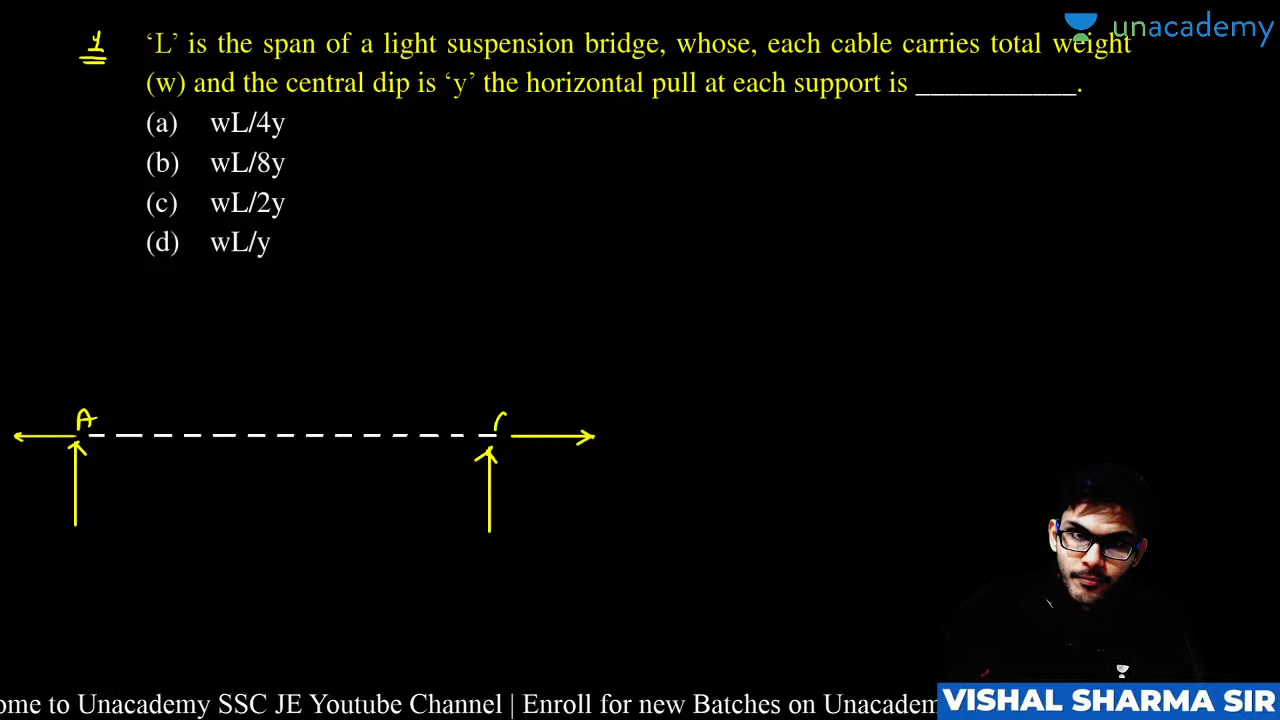 unacademy
1 'L' is the span of a light suspension bridge, whose, each cable carries total weight
(w) and the central dip is 'y' the horizontal pull at each support is ___________.
(a) wL/4y
(b) wL/8y
(c) wL/2y
(d) wL/y
A
ome to Unacademy SSC JE Youtube Channel | Enroll for new Batches on Unacadem
VISHAL SHARMA SIR